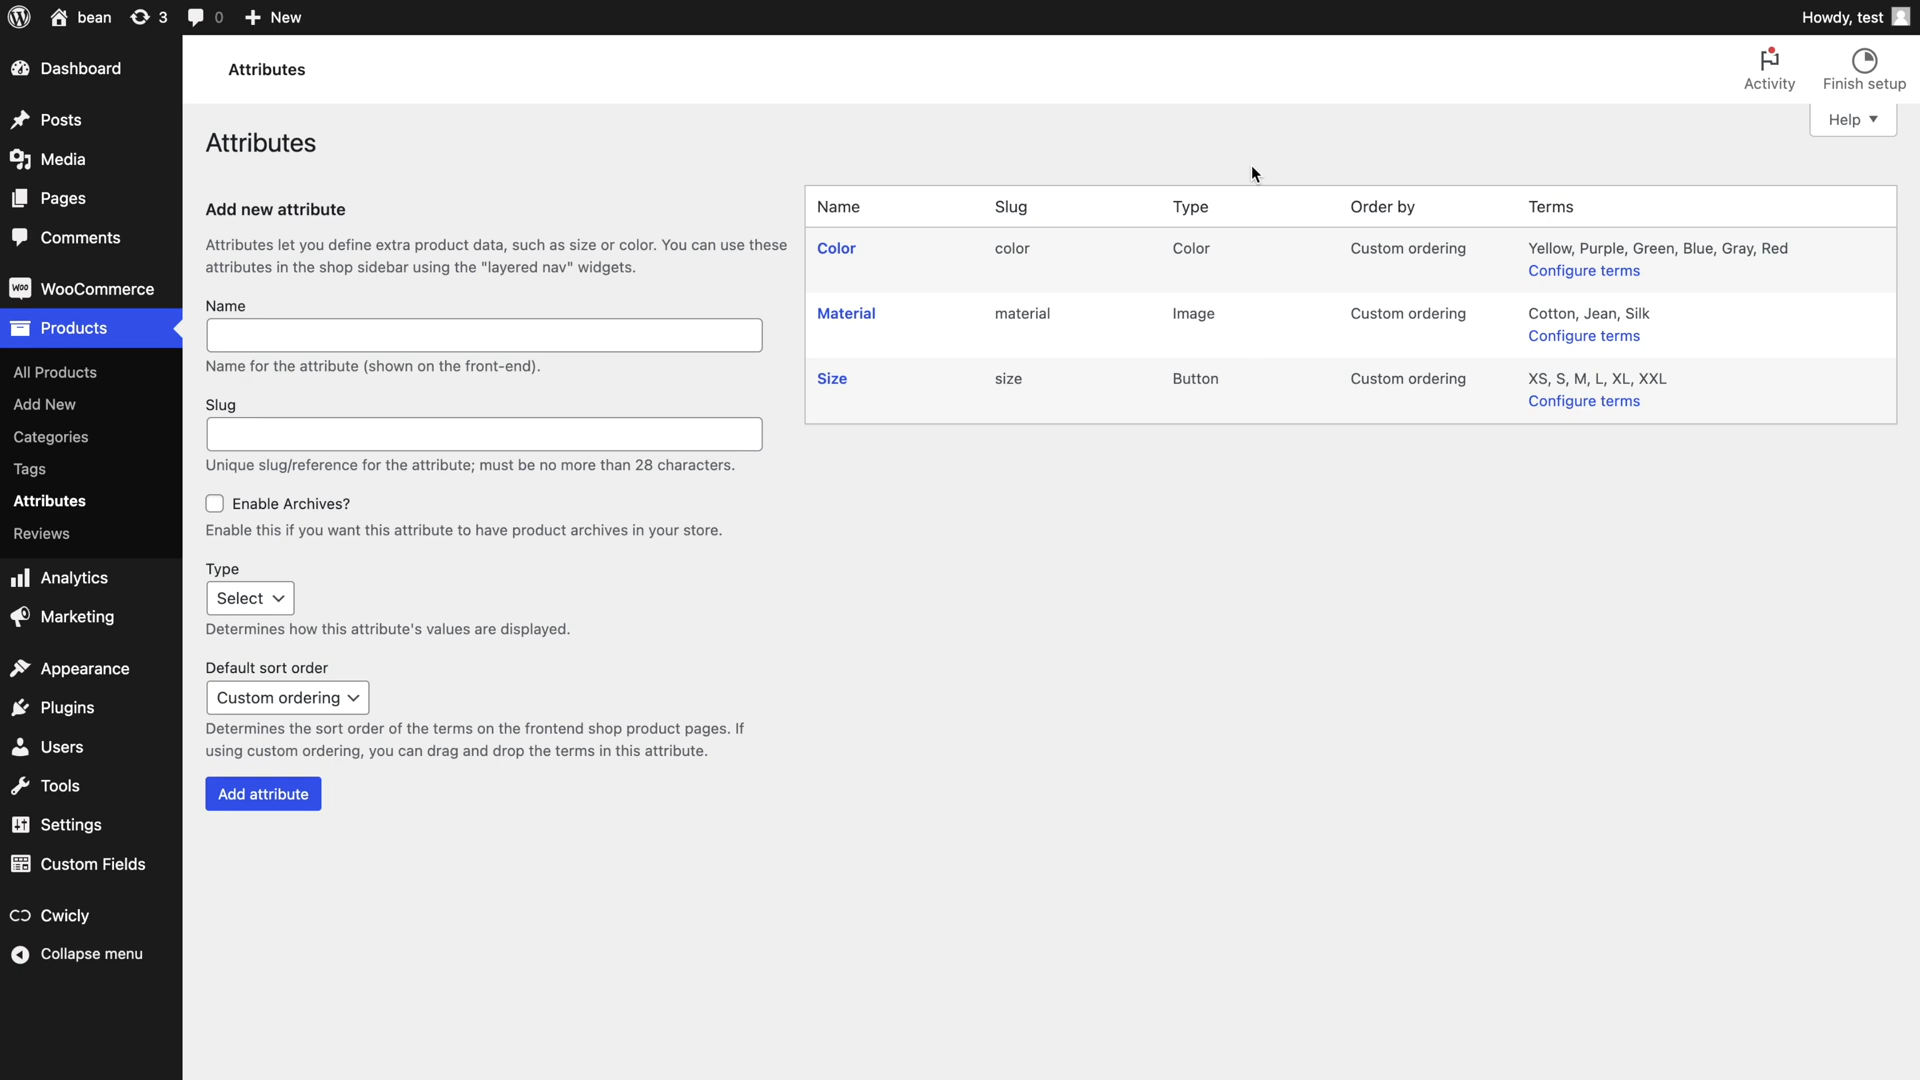 bean
3
0
New
Howdy, test
Dashboard
Posts
Media
Pages
Comments
WooCommerce
Products
All Products
Add New
Categories
Tags
Attributes
Reviews
Analytics
Marketing
Appearance
Plugins
Users
Tools
Settings
Custom Fields
Cwicly
Collapse menu
Attributes
Activity
Finish setup
Help
Attributes
Add new attribute
Attributes let you define extra product data, such as size or color. You can use these
attributes in the shop sidebar using the "layered nav" widgets.
Name
Name for the attribute (shown on the front-end).
Slug
Unique slug/reference for the attribute; must be no more than 28 characters.
Enable Archives?
Enable this if you want this attribute to have product archives in your store.
Type
Select
Determines how this attribute's values are displayed.
Default sort order
Custom ordering
Determines the sort order of the terms on the frontend shop product pages. If
using custom ordering, you can drag and drop the terms in this attribute.
Add attribute
Name Slug Type Order by Terms
Color color Color Custom ordering Yellow, Purple, Green, Blue, Gray, Red
Configure terms
Material material Image Custom ordering Cotton, Jean, Silk
Configure terms
Size size Button Custom ordering XS, S, M, L, XL, XXL
Configure terms